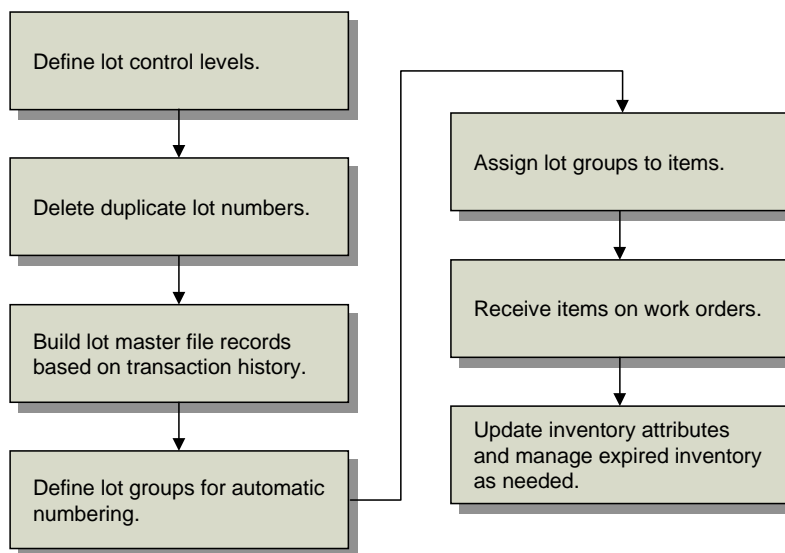 Define lot control levels.
Delete duplicate lot numbers.
Build lot master file records
based on transaction history.
Define lot groups for automatic
numbering.
Assign lot groups to items.
Receive items on work orders.
Update inventory attributes
and manage expired inventory
as needed.